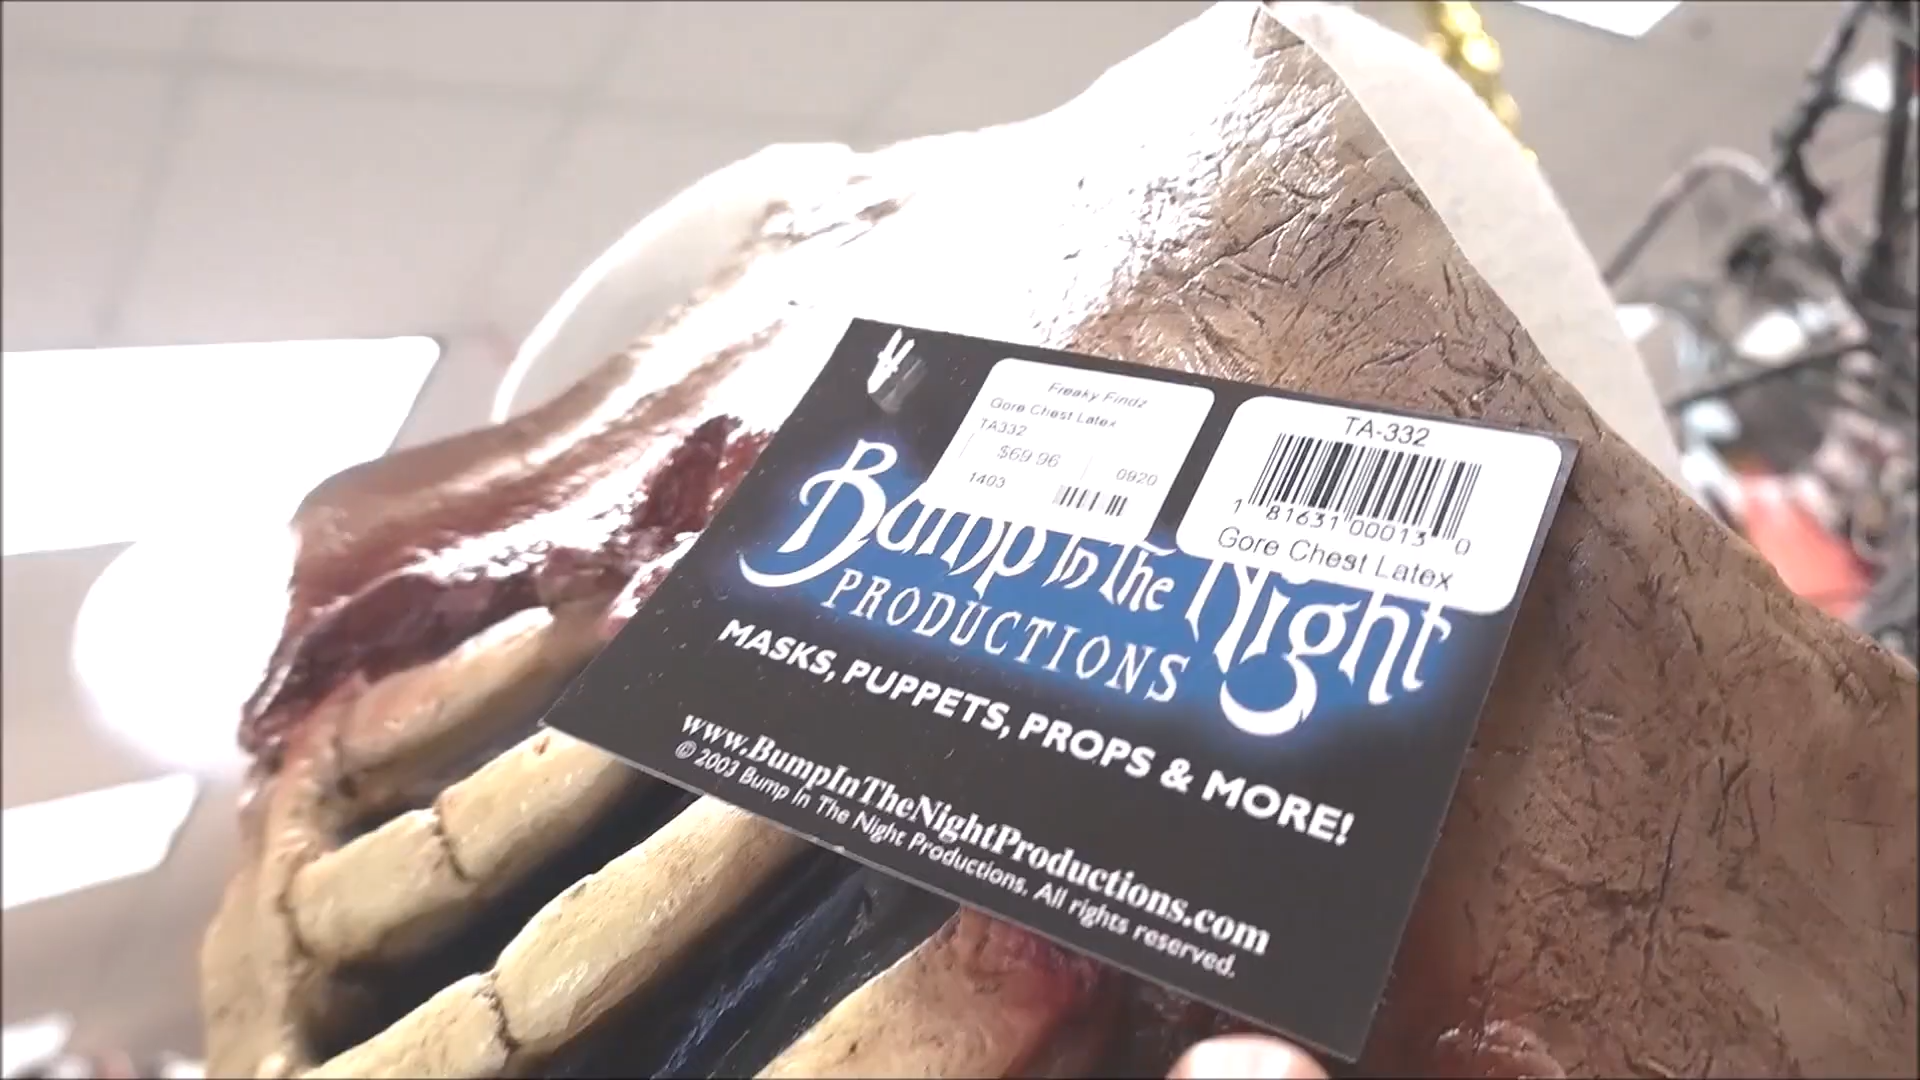 Freaky Findz
Gore Chest Latex
TA332
$69.96
0920
1403
TA-332
1 81631 00013 0
Gore Chest Latex
Bump In The Night
PRODUCTIONS
MASKS, PUPPETS, PROPS & MORE!
www.BumpInTheNightProductions.com
© 2003 Bump In The Night Productions. All rights reserved.